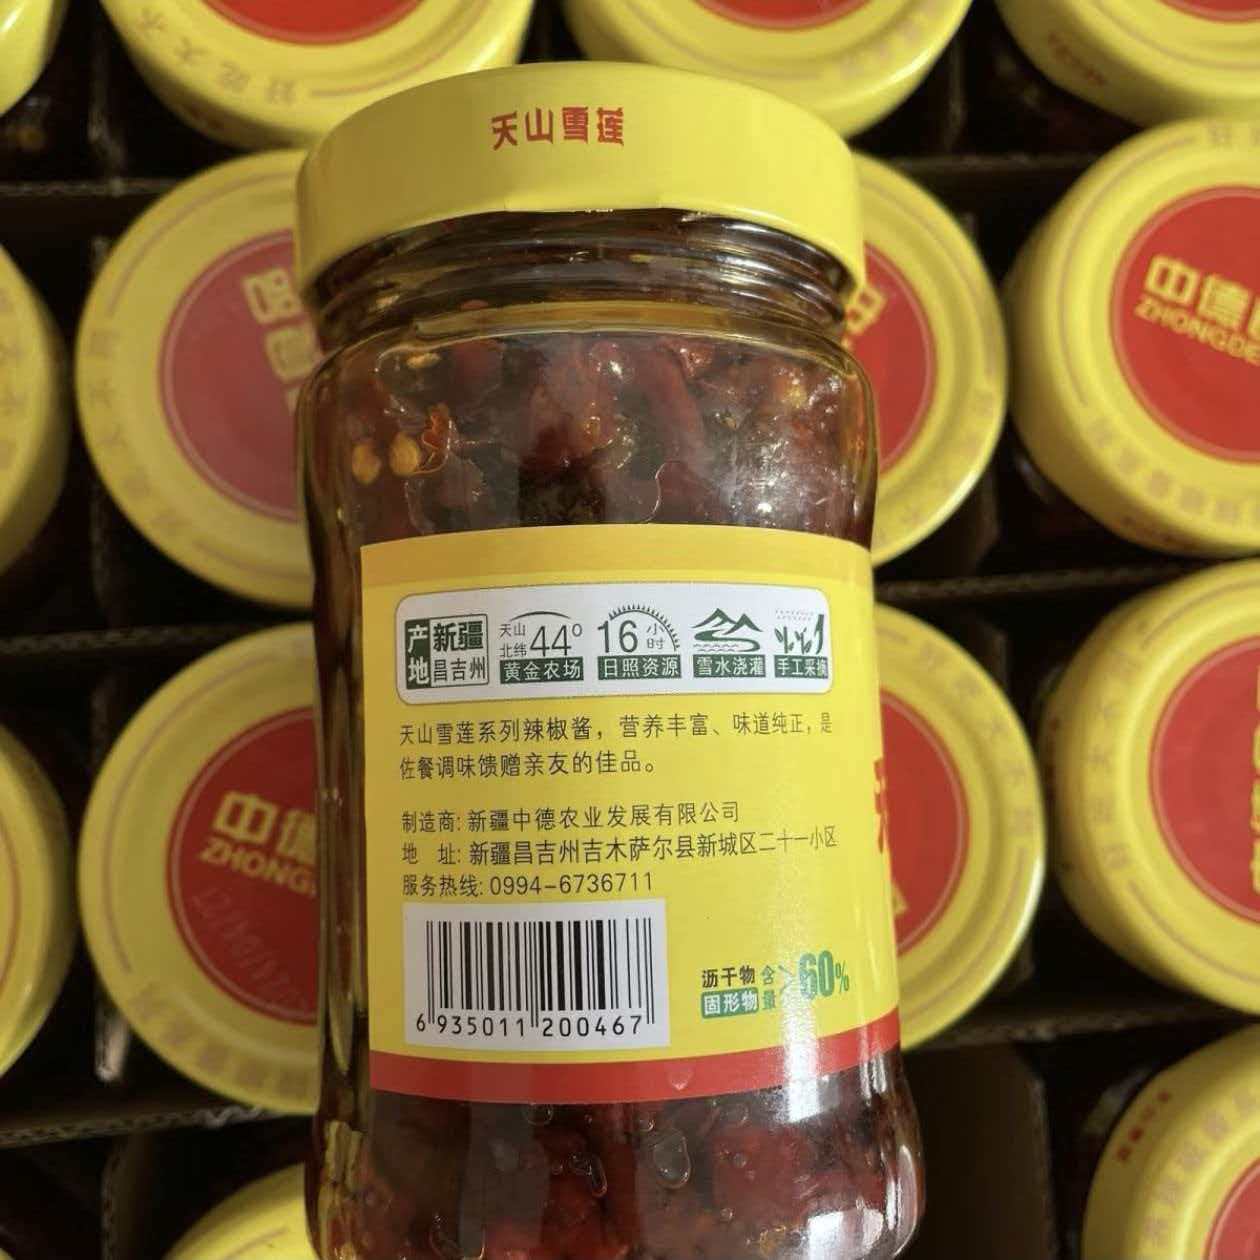 天山雪莲
产地
新疆
昌吉州
天山
北纬
44°
黄金农场
16小时
日照资源
雪水浇灌
手工采摘
天山雪莲系列辣椒酱，营养丰富、味道纯正，是
佐餐调味馈赠亲友的佳品。
制造商: 新疆中德农业发展有限公司
地 址: 新疆昌吉州吉木萨尔县新城区二十一小区
服务热线: 0994-6736711
6 935011 200467
沥干物
固形物
含量
≥60%
中德
ZHONGDE
中德
ZHONG